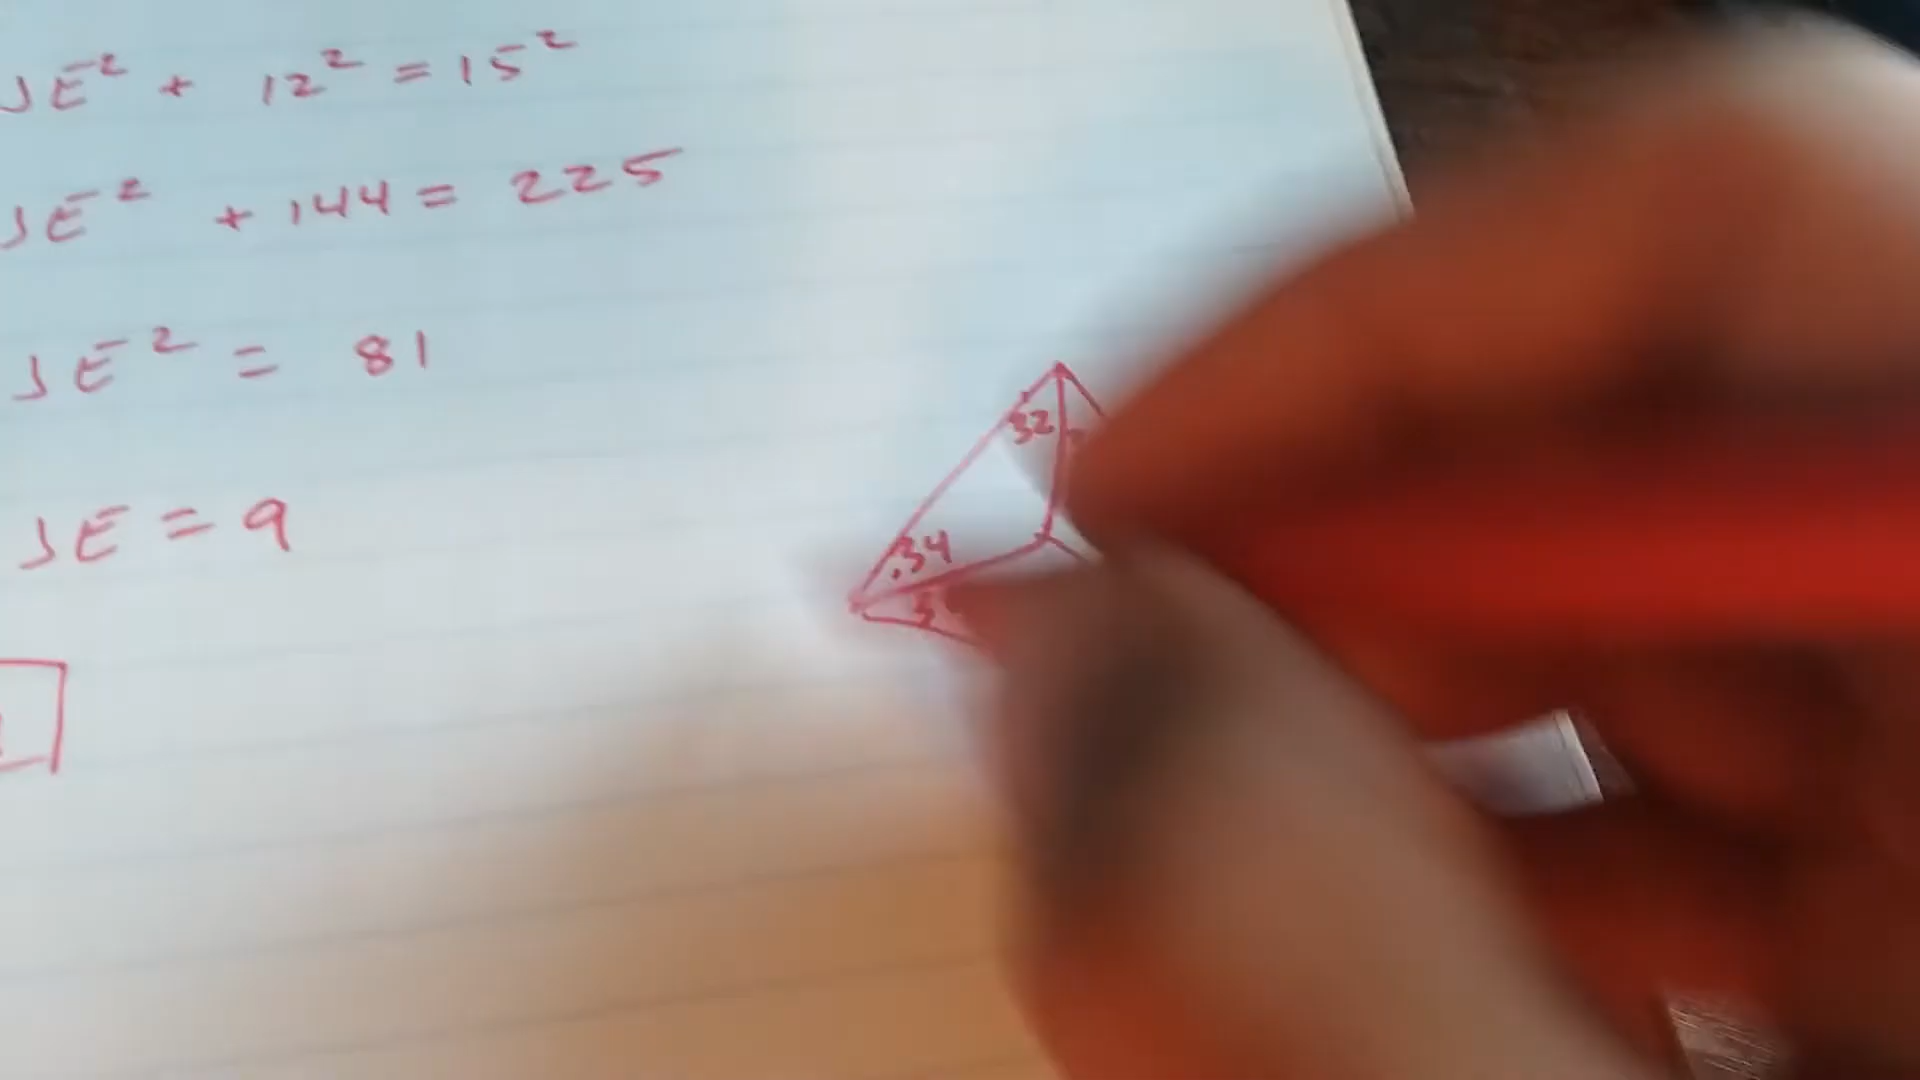 JE² + 12² = 15²
JE² + 144 = 225
JE² = 81
32
JE = 9
34